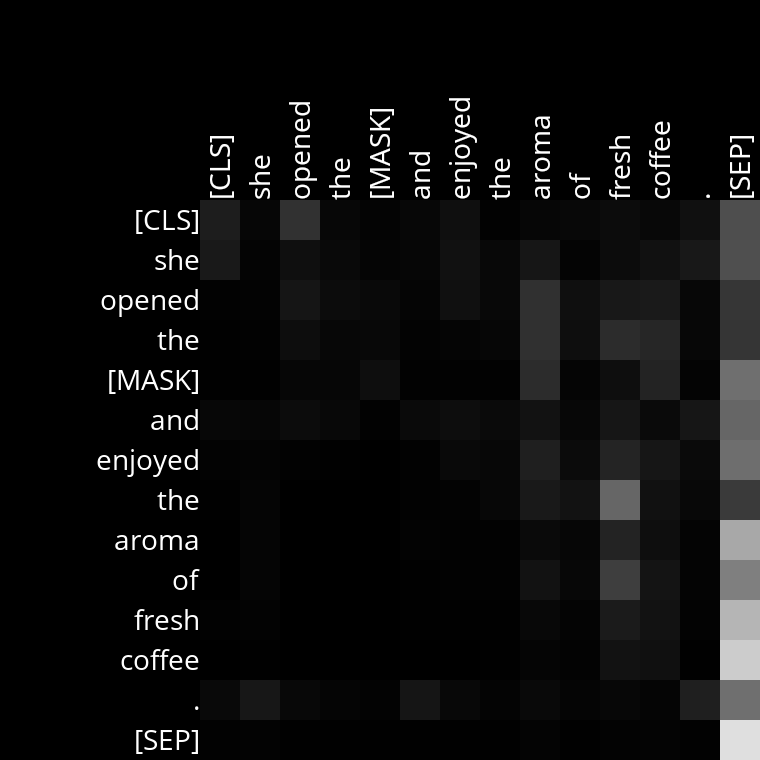 [CLS] she opened the [MASK] and enjoyed the aroma of fresh coffee . [SEP]
[CLS]
she
opened
the
[MASK]
and
enjoyed
the
aroma
of
fresh
coffee
.
[SEP]